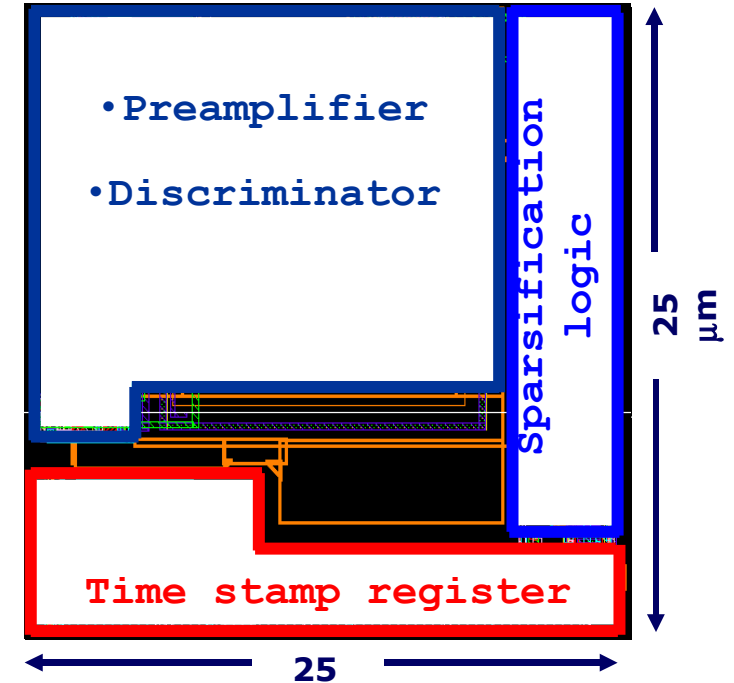 •Preamplifier
•Discriminator
Sparsification
logic
25
μm
Time stamp register
25